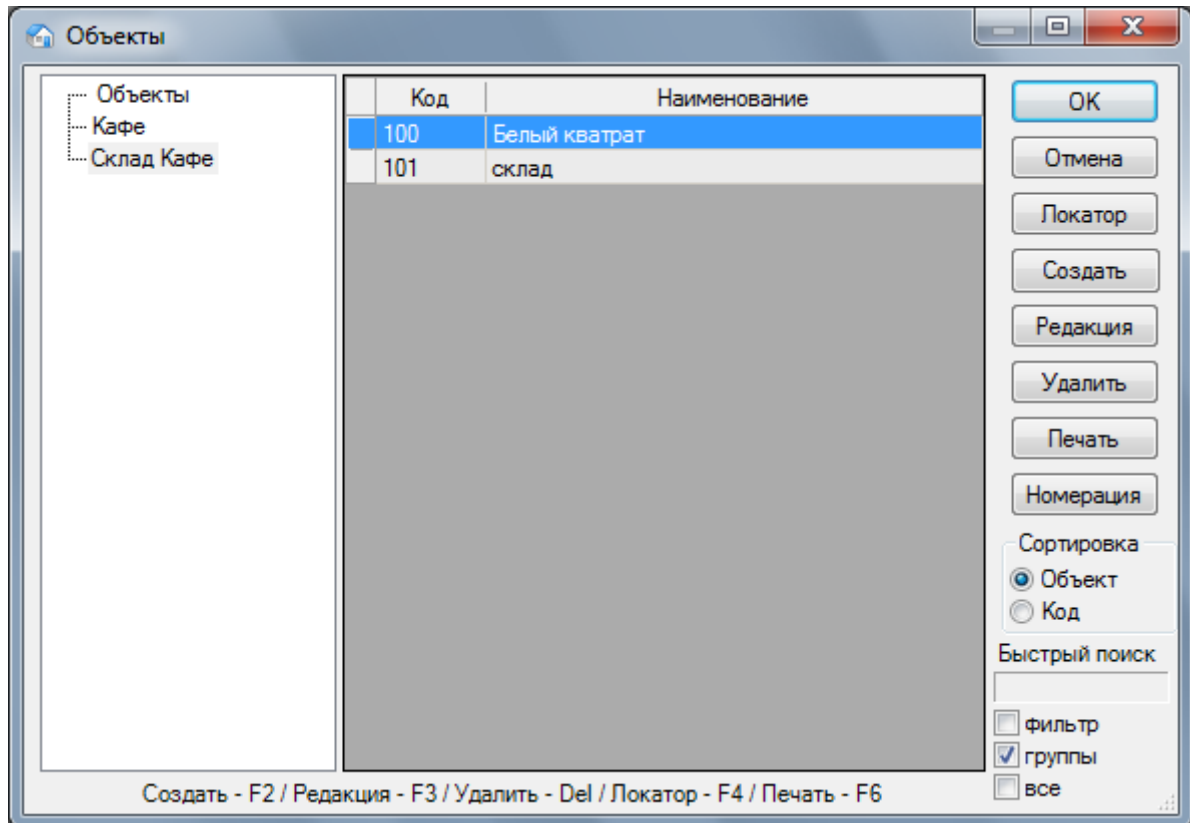 Объекты
Объекты
Кафе
Склад Кафе
Код Наименование
100 Белый кватрат
101 склад
OK
Отмена
Локатор
Создать
Редакция
Удалить
Печать
Номерация
Сортировка
Объект
Код
Быстрый поиск
фильтр
группы
все
Создать - F2 / Редакция - F3 / Удалить - Del / Локатор - F4 / Печать - F6